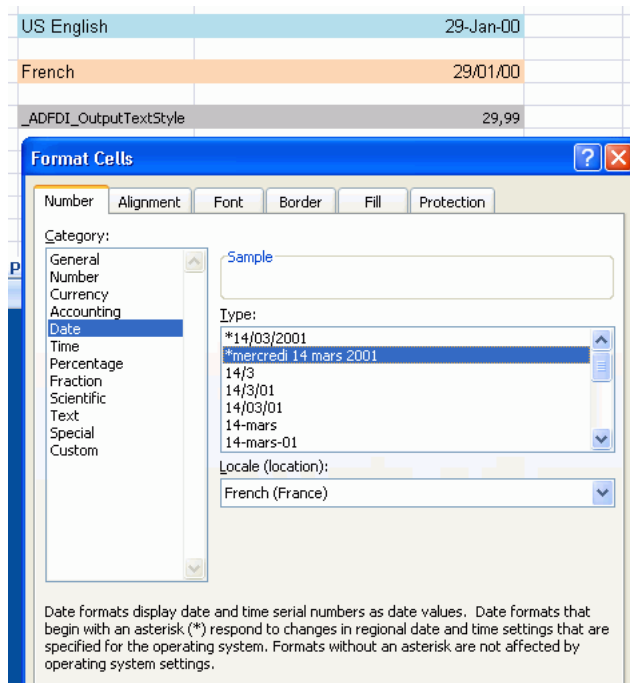 US English 29-Jan-00
French 29/01/00
_ADFDI_OutputTextStyle 29,99
Format Cells
Number Alignment Font Border Fill Protection
Category:
General
Number
Currency
Accounting
Date
Time
Percentage
Fraction
Scientific
Text
Special
Custom
Sample
Type:
*14/03/2001
*mercredi 14 mars 2001
14/3
14/3/01
14/03/01
14-mars
14-mars-01
Locale (location):
French (France)
Date formats display date and time serial numbers as date values. Date formats that
begin with an asterisk (*) respond to changes in regional date and time settings that are
specified for the operating system. Formats without an asterisk are not affected by
operating system settings.